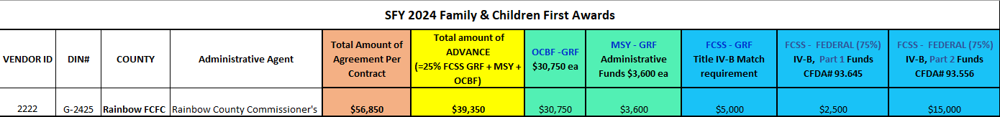 SFY 2024 Family & Children First Awards
VENDOR ID
DIN#
COUNTY
Administrative Agent
Total Amount of
Agreement Per
Contract
Total amount of
ADVANCE
(=25% FCSS GRF + MSY +
OCBF)
OCBF -GRF
$30,750 ea
MSY - GRF
Administrative
Funds $3,600 ea
FCSS - GRF
Title IV-B Match
requirement
FCSS - FEDERAL (75%)
IV-B, Part 1 Funds
CFDA# 93.645
FCSS - FEDERAL (75%)
IV-B, Part 2 Funds
CFDA# 93.556
2222
G-2425
Rainbow FCFC
Rainbow County Commissioner's
$56,850
$39,350
$30,750
$3,600
$5,000
$2,500
$15,000